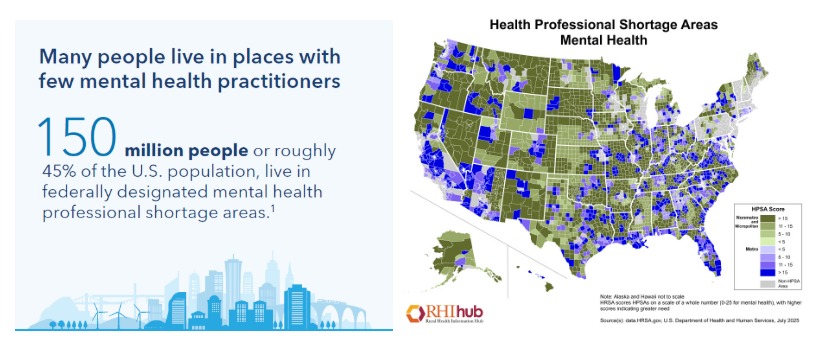 Many people live in places with
few mental health practitioners
150 million people or roughly
45% of the U.S. population, live in
federally designated mental health
professional shortage areas.¹
Health Professional Shortage Areas
Mental Health
HPSA Score
Nonmetro
and
Micropolitan
> 15
11 - 15
6 - 10
< 6
Metro
< 6
6 - 10
11 - 15
> 15
Non-HPSA
Area
RHIhub
Rural Health Information Hub
Note: Alaska and Hawaii not to scale
HRSA scores HPSAs on a scale of a whole number (0-25 for mental health), with higher
scores indicating greater need
Source(s): data.HRSA.gov, U.S. Department of Health and Human Services, July 2025